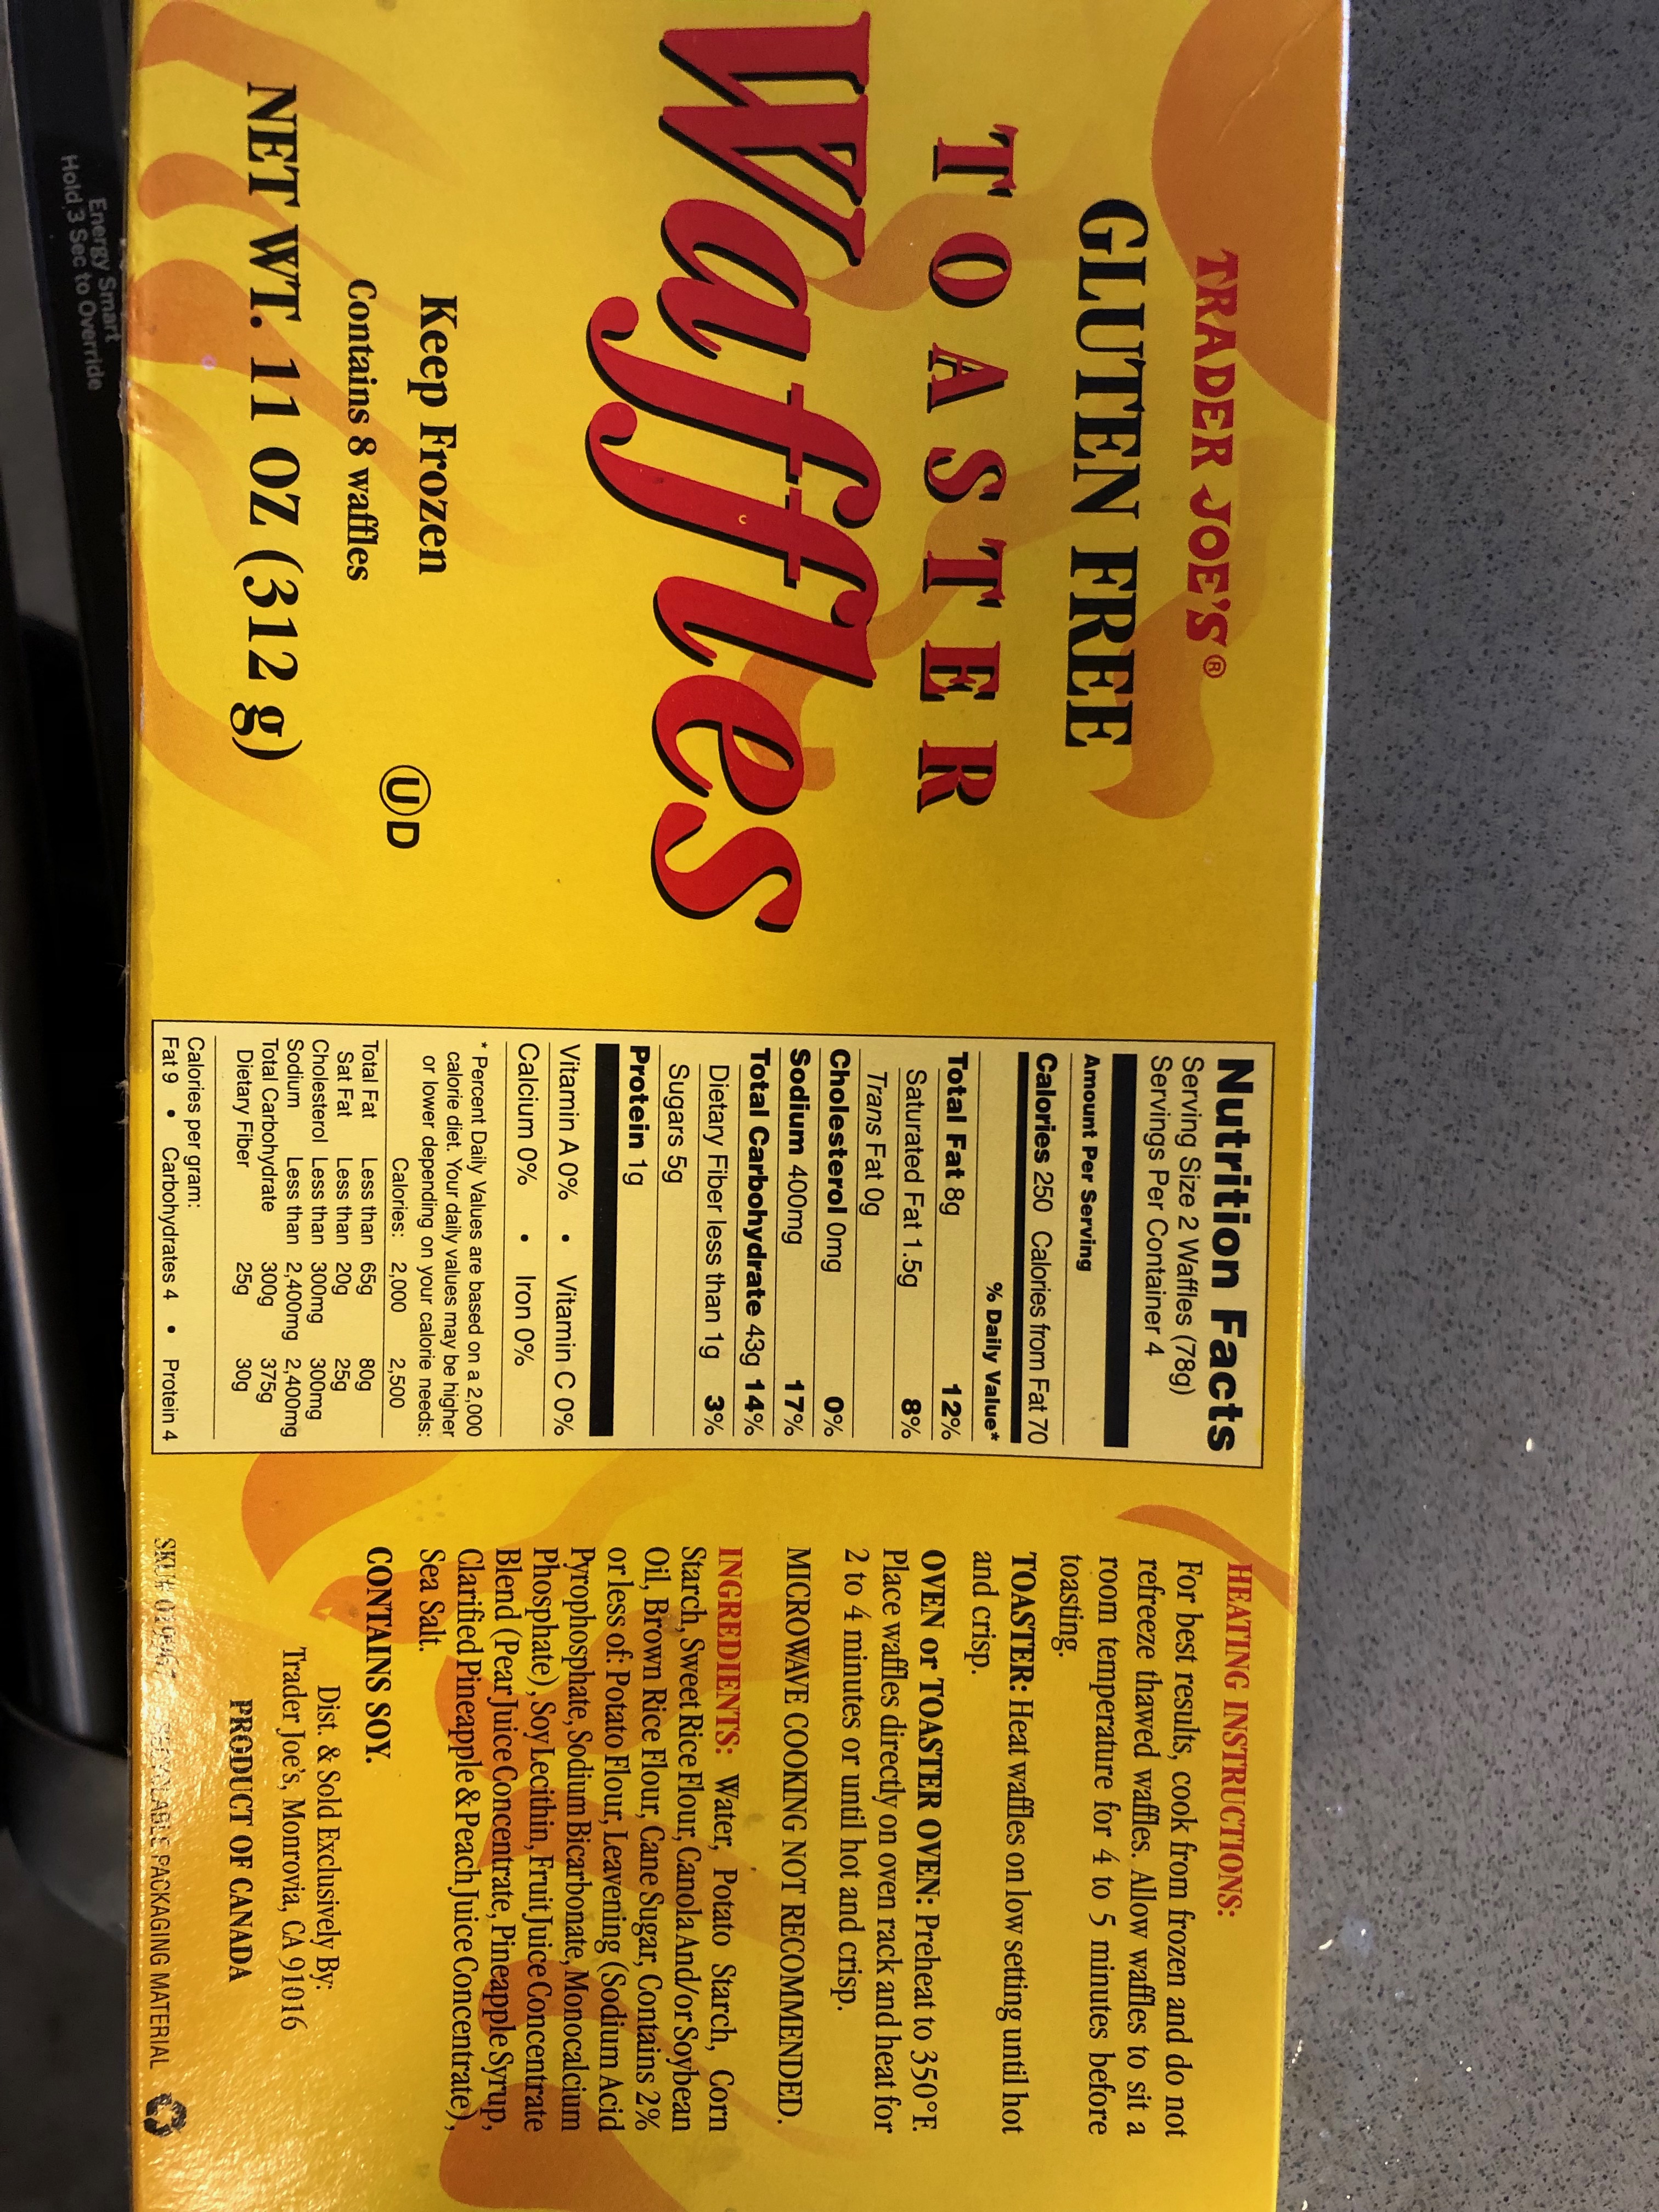 TRADER JOE'S®
GLUTEN FREE
TOASTER
Waffles
Keep Frozen
Contains 8 waffles
UD
NET WT. 11 OZ (312 g)
Nutrition Facts
Serving Size 2 Waffles (78g)
Servings Per Container 4
Amount Per Serving
Calories 250 Calories from Fat 70
% Daily Value*
Total Fat 8g 12%
Saturated Fat 1.5g 8%
Trans Fat 0g
Cholesterol 0mg 0%
Sodium 400mg 17%
Total Carbohydrate 43g 14%
Dietary Fiber less than 1g 3%
Sugars 5g
Protein 1g
Vitamin A 0% • Vitamin C 0%
Calcium 0% • Iron 0%
* Percent Daily Values are based on a 2,000
calorie diet. Your daily values may be higher
or lower depending on your calorie needs:
Calories: 2,000 2,500
Total Fat Less than 65g 80g
Sat Fat Less than 20g 25g
Cholesterol Less than 300mg 300mg
Sodium Less than 2,400mg 2,400mg
Total Carbohydrate 300g 375g
Dietary Fiber 25g 30g
Calories per gram:
Fat 9 • Carbohydrates 4 • Protein 4
HEATING INSTRUCTIONS:
For best results, cook from frozen and do not
refreeze thawed waffles. Allow waffles to sit a
room temperature for 4 to 5 minutes before
toasting.
TOASTER: Heat waffles on low setting until hot
and crisp.
OVEN or TOASTER OVEN: Preheat to 350°F.
Place waffles directly on oven rack and heat for
2 to 4 minutes or until hot and crisp.
MICROWAVE COOKING NOT RECOMMENDED.
INGREDIENTS: Water, Potato Starch, Corn
Starch, Sweet Rice Flour, Canola And/or Soybean
Oil, Brown Rice Flour, Cane Sugar, Contains 2%
or less of: Potato Flour, Leavening (Sodium Acid
Pyrophosphate, Sodium Bicarbonate, Monocalcium
Phosphate), Soy Lecithin, Fruit Juice Concentrate
Blend (Pear Juice Concentrate, Pineapple Syrup,
Clarified Pineapple & Peach Juice Concentrate),
Sea Salt.
CONTAINS SOY.
Dist. & Sold Exclusively By:
Trader Joe's, Monrovia, CA 91016
PRODUCT OF CANADA
SKU# PACKAGING MATERIAL
Energy Smart
Hold 3 Sec to Override